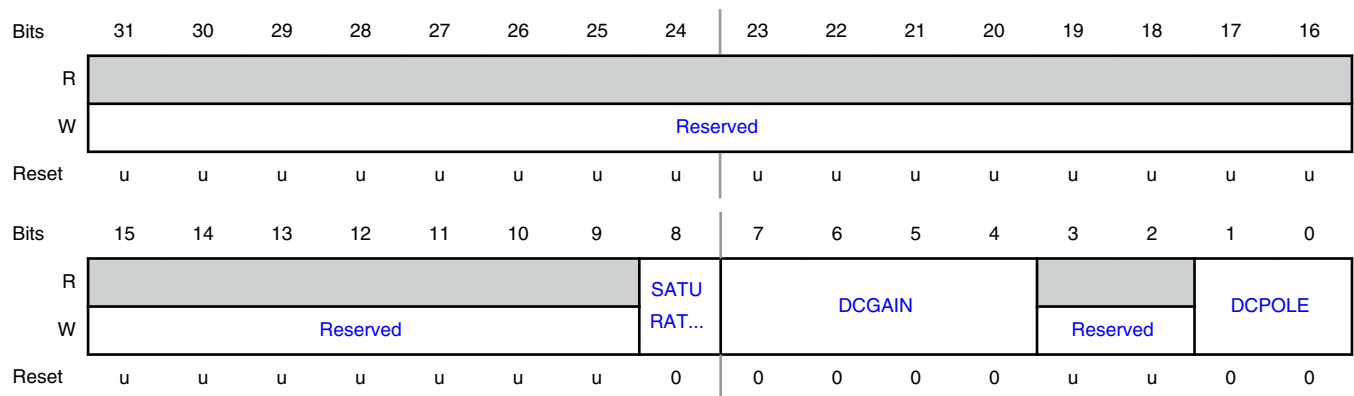 Bits 31 30 29 28 27 26 25 24 23 22 21 20 19 18 17 16
R
W Reserved
Reset u u u u u u u u u u u u u u u u
Bits 15 14 13 12 11 10 9 8 7 6 5 4 3 2 1 0
R SATU DCGAIN DCPOLE
W Reserved RAT... Reserved
Reset u u u u u u u 0 0 0 0 0 u u 0 0